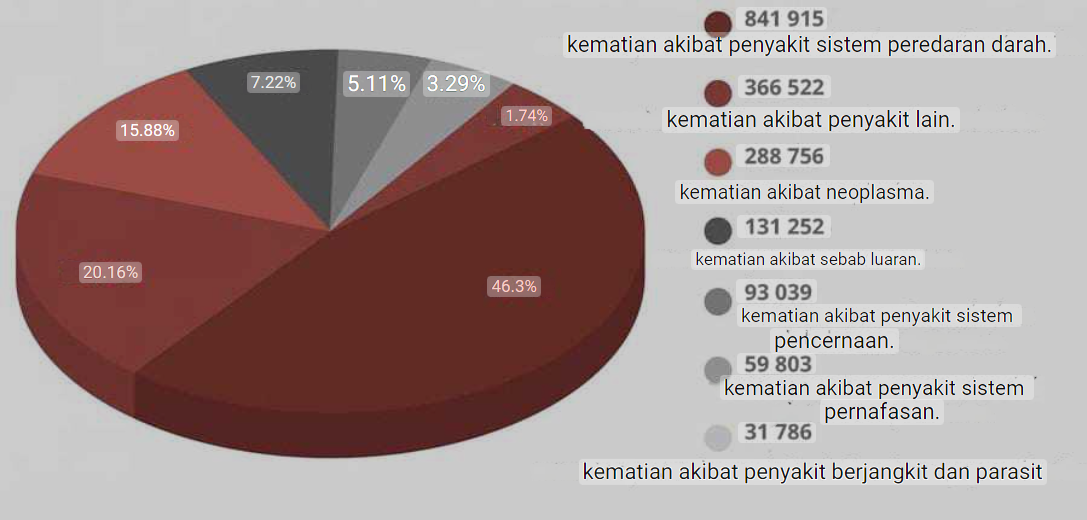 841 915
kematian akibat penyakit sistem peredaran darah.
366 522
kematian akibat penyakit lain.
288 756
kematian akibat neoplasma.
131 252
kematian akibat sebab luaran.
93 039
kematian akibat penyakit sistem
pencernaan.
59 803
kematian akibat penyakit sistem
pernafasan.
31 786
kematian akibat penyakit berjangkit dan parasit
7.22%
5.11%
3.29%
1.74%
15.88%
20.16%
46.3%